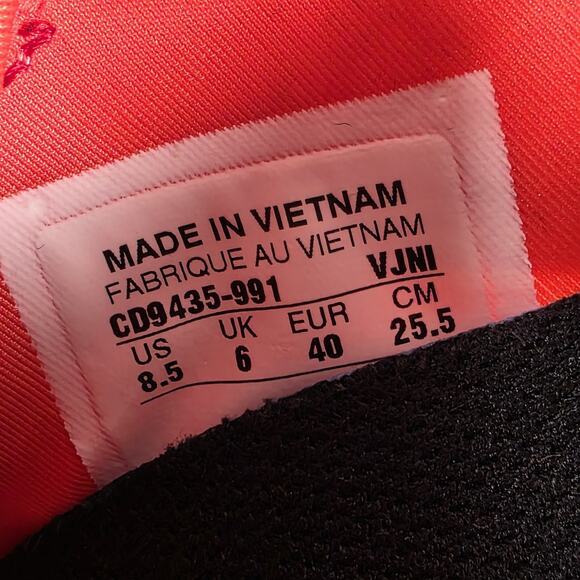 MADE IN VIETNAM
FABRIQUE AU VIETNAM
CD9435-991 VJNI
US UK EUR CM
8.5 6 40 25.5